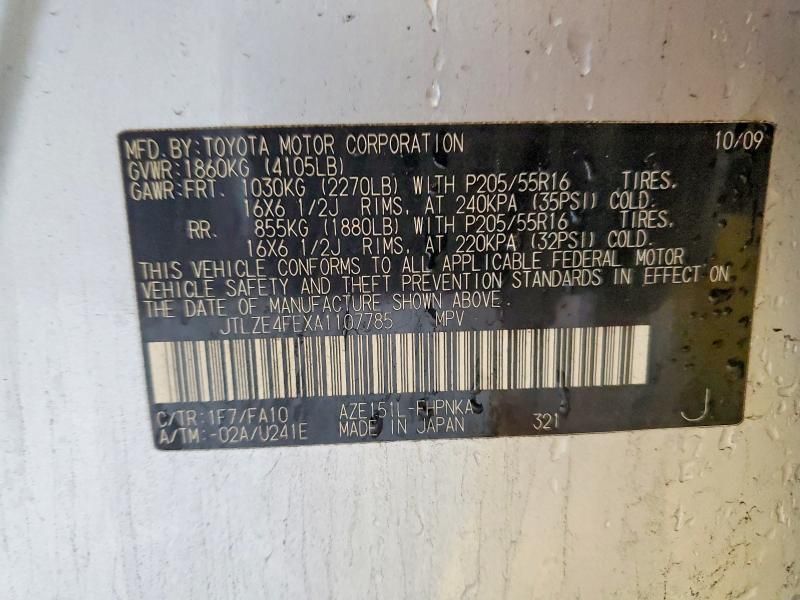 MFD. BY: TOYOTA MOTOR CORPORATION 10/09
GVWR: 1860KG (4105LB)
GAWR: FRT. 1030KG (2270LB) WITH P205/55R16 TIRES,
16X6 1/2J RIMS, AT 240KPA (35PSI) COLD.
RR. 855KG (1880LB) WITH P205/55R16 TIRES,
16X6 1/2J RIMS, AT 220KPA (32PSI) COLD.
THIS VEHICLE CONFORMS TO ALL APPLICABLE FEDERAL MOTOR
VEHICLE SAFETY AND THEFT PREVENTION STANDARDS IN EFFECT ON
THE DATE OF MANUFACTURE SHOWN ABOVE.
JTLZE4FEXA1107785 MPV
C/TR: 1F7/FA10 AZE151L-FHPNKA
A/TM: -02A/U241E MADE IN JAPAN 321 J